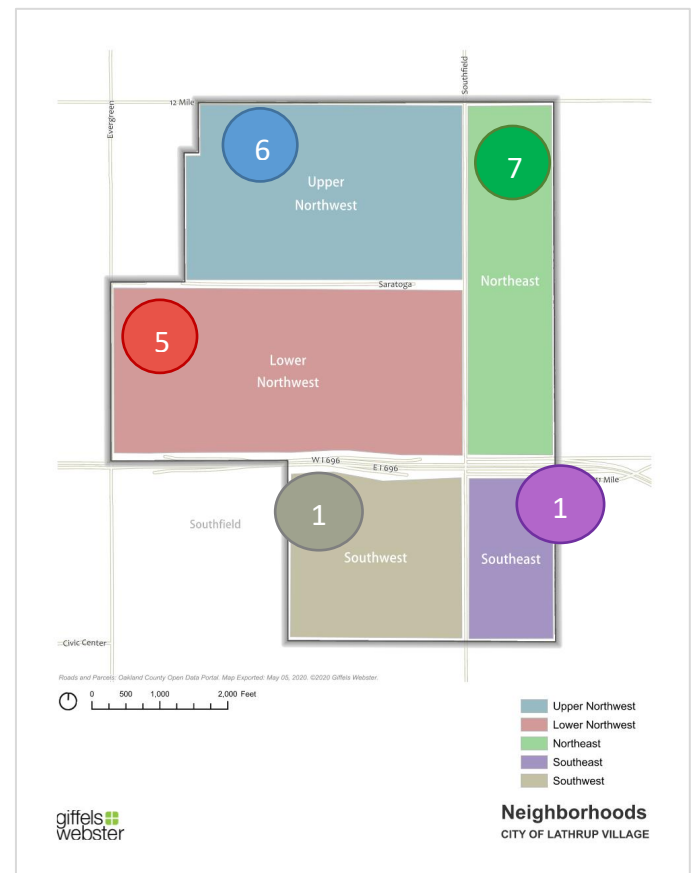 Southfield
12 Mile
Evergreen
6
7
Upper
Northwest
Northeast
Saratoga
5
Lower
Northwest
W I 696
E I 696
11 Mile
1
1
Southfield
Southwest
Southeast
Civic Center
Roads and Parcels: Oakland County Open Data Portal. Map Exported: May 05, 2020. ©2020 Giffels Webster.
0 500 1,000 2,000 Feet
Upper Northwest
Lower Northwest
Northeast
Southeast
Southwest
giffels
webster
Neighborhoods
CITY OF LATHRUP VILLAGE